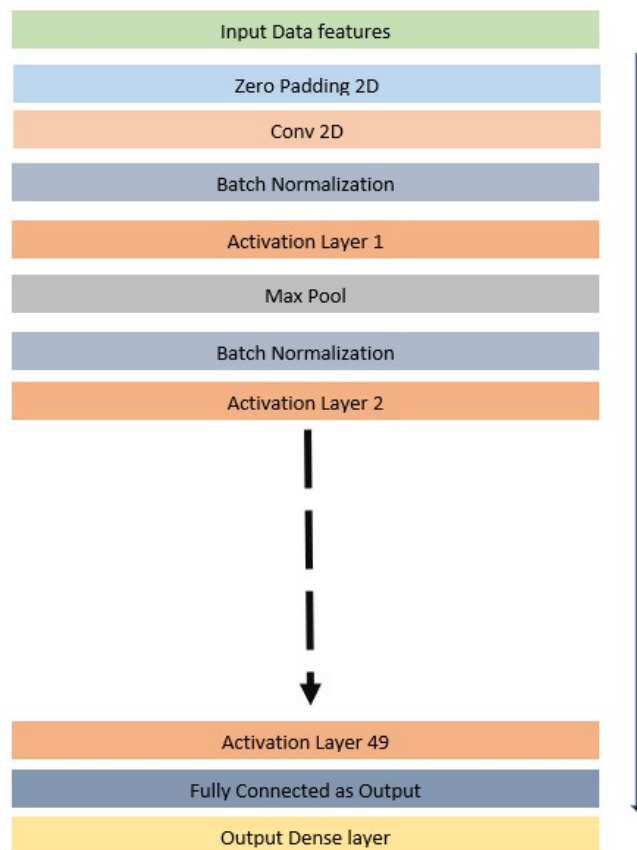 Input Data features
Zero Padding 2D
Conv 2D
Batch Normalization
Activation Layer 1
Max Pool
Batch Normalization
Activation Layer 2
Activation Layer 49
Fully Connected as Output
Output Dense layer